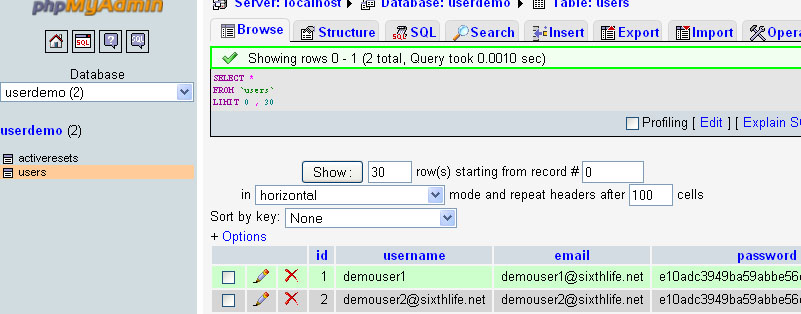 phpMyAdmin
Server: localhost Database: userdemo Table: users
Browse Structure SQL Search Insert Export Import Opera
Showing rows 0 - 1 (2 total, Query took 0.0010 sec)
SELECT *
FROM `users`
LIMIT 0 , 30
Profiling [ Edit ] [ Explain S
SQL ? SQL
Database
userdemo (2)
userdemo (2)
activeresets
users
Show : 30 row(s) starting from record # 0
in horizontal mode and repeat headers after 100 cells
Sort by key: None
+ Options
id username email password
1 demouser1 demouser1@sixthlife.net e10adc3949ba59abbe56
2 demouser2@sixthlife.net demouser2@sixthlife.net e10adc3949ba59abbe56